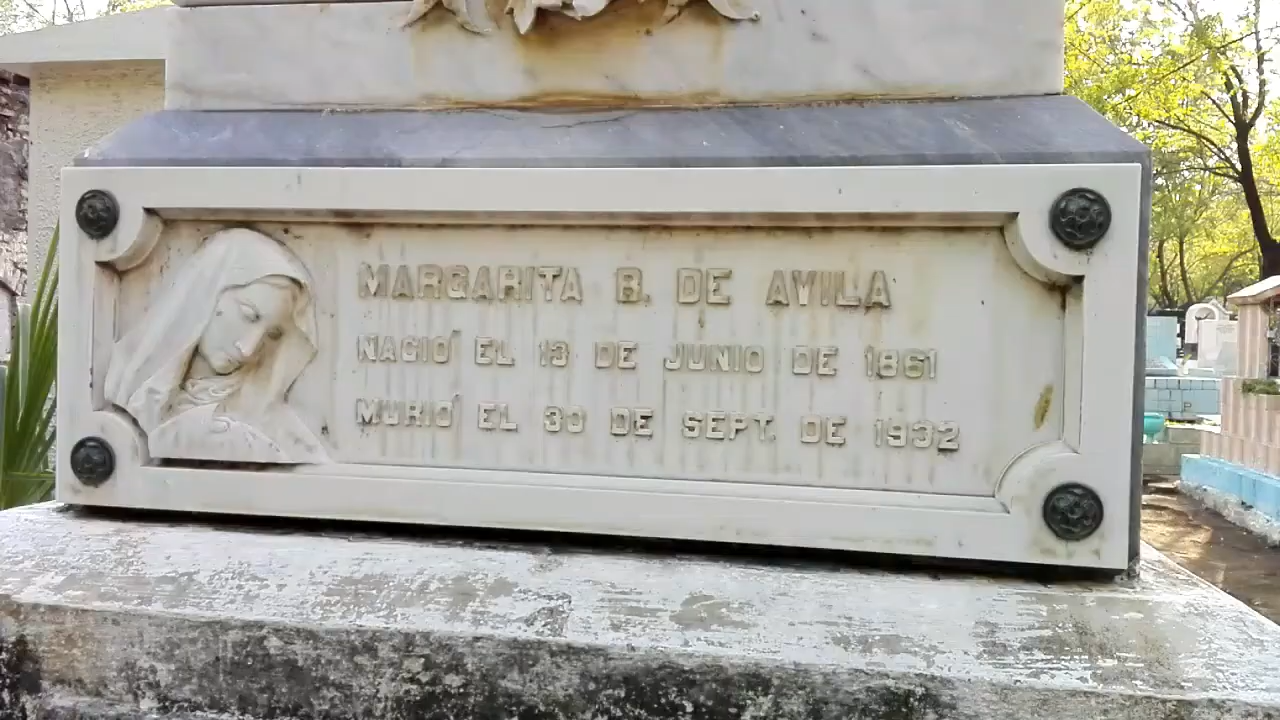 MARGARITA B. DE AVILA
NACIÓ EL 13 DE JUNIO DE 1861
MURIÓ EL 30 DE SEPT. DE 1932